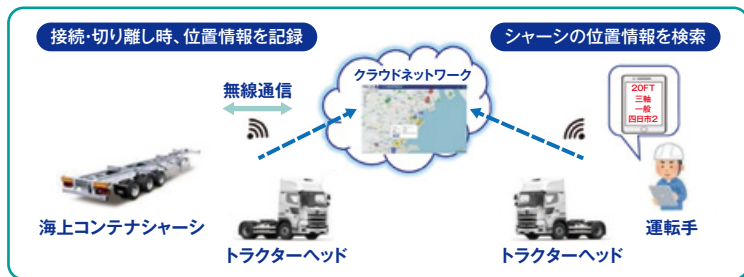 接続・切り離し時、位置情報を記録
シャーシの位置情報を検索
クラウドネットワーク
無線通信
20FT
三軸
一般
四日市2
海上コンテナシャーシ
トラクターヘッド
トラクターヘッド
運転手